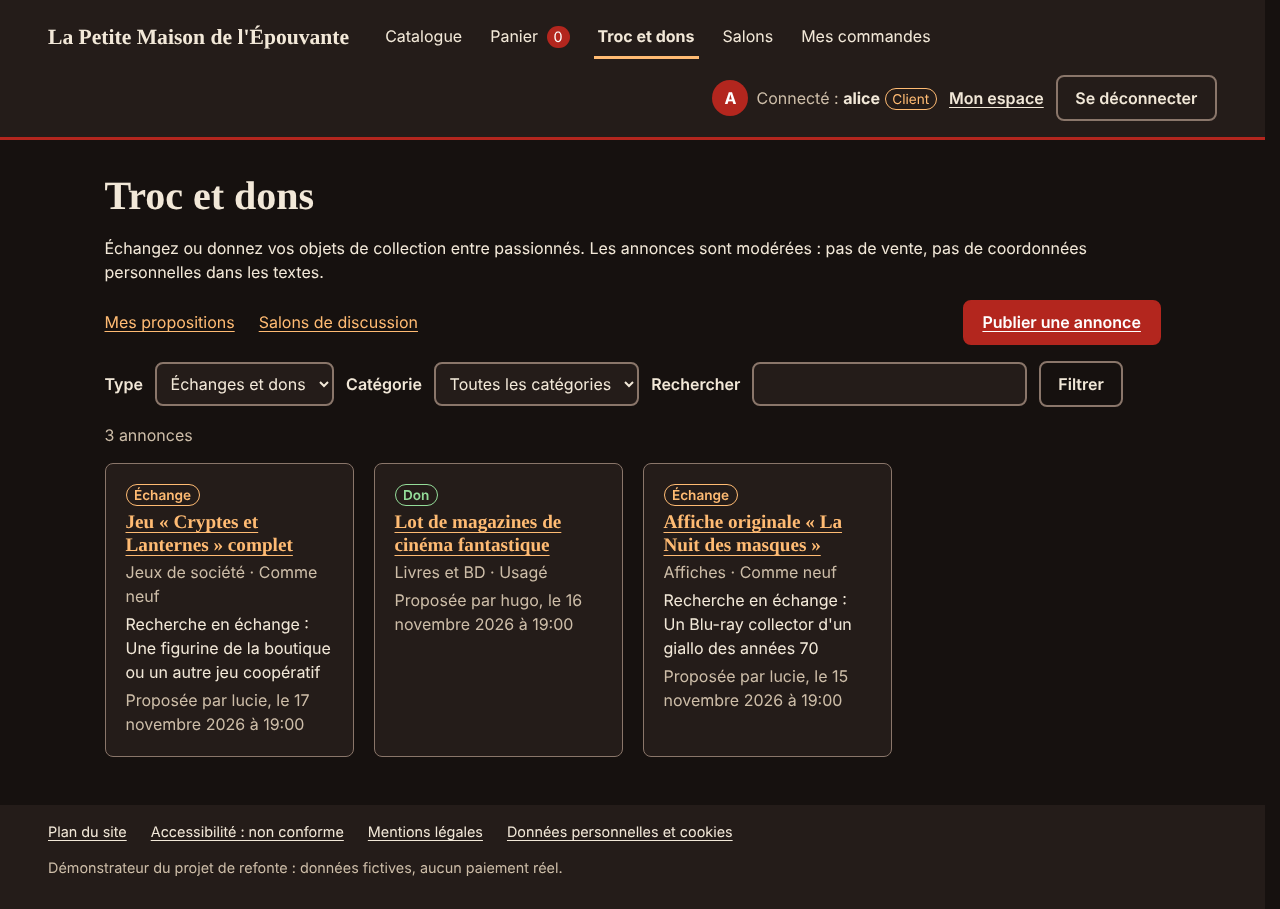 La Petite Maison de l'Épouvante Catalogue Panier 0 Troc et dons Salons Mes commandes
A Connecté : alice Client Mon espace Se déconnecter
Troc et dons
Échangez ou donnez vos objets de collection entre passionnés. Les annonces sont modérées : pas de vente, pas de coordonnées
personnelles dans les textes.
Mes propositions Salons de discussion Publier une annonce
Type Échanges et dons Catégorie Toutes les catégories Rechercher Filtrer
3 annonces
Échange
Jeu « Cryptes et
Lanternes » complet
Jeux de société · Comme
neuf
Recherche en échange :
Une figurine de la boutique
ou un autre jeu coopératif
Proposée par lucie, le 17
novembre 2026 à 19:00
Don
Lot de magazines de
cinéma fantastique
Livres et BD · Usagé
Proposée par hugo, le 16
novembre 2026 à 19:00
Échange
Affiche originale « La
Nuit des masques »
Affiches · Comme neuf
Recherche en échange :
Un Blu-ray collector d'un
giallo des années 70
Proposée par lucie, le 15
novembre 2026 à 19:00
Plan du site Accessibilité : non conforme Mentions légales Données personnelles et cookies
Démonstrateur du projet de refonte : données fictives, aucun paiement réel.